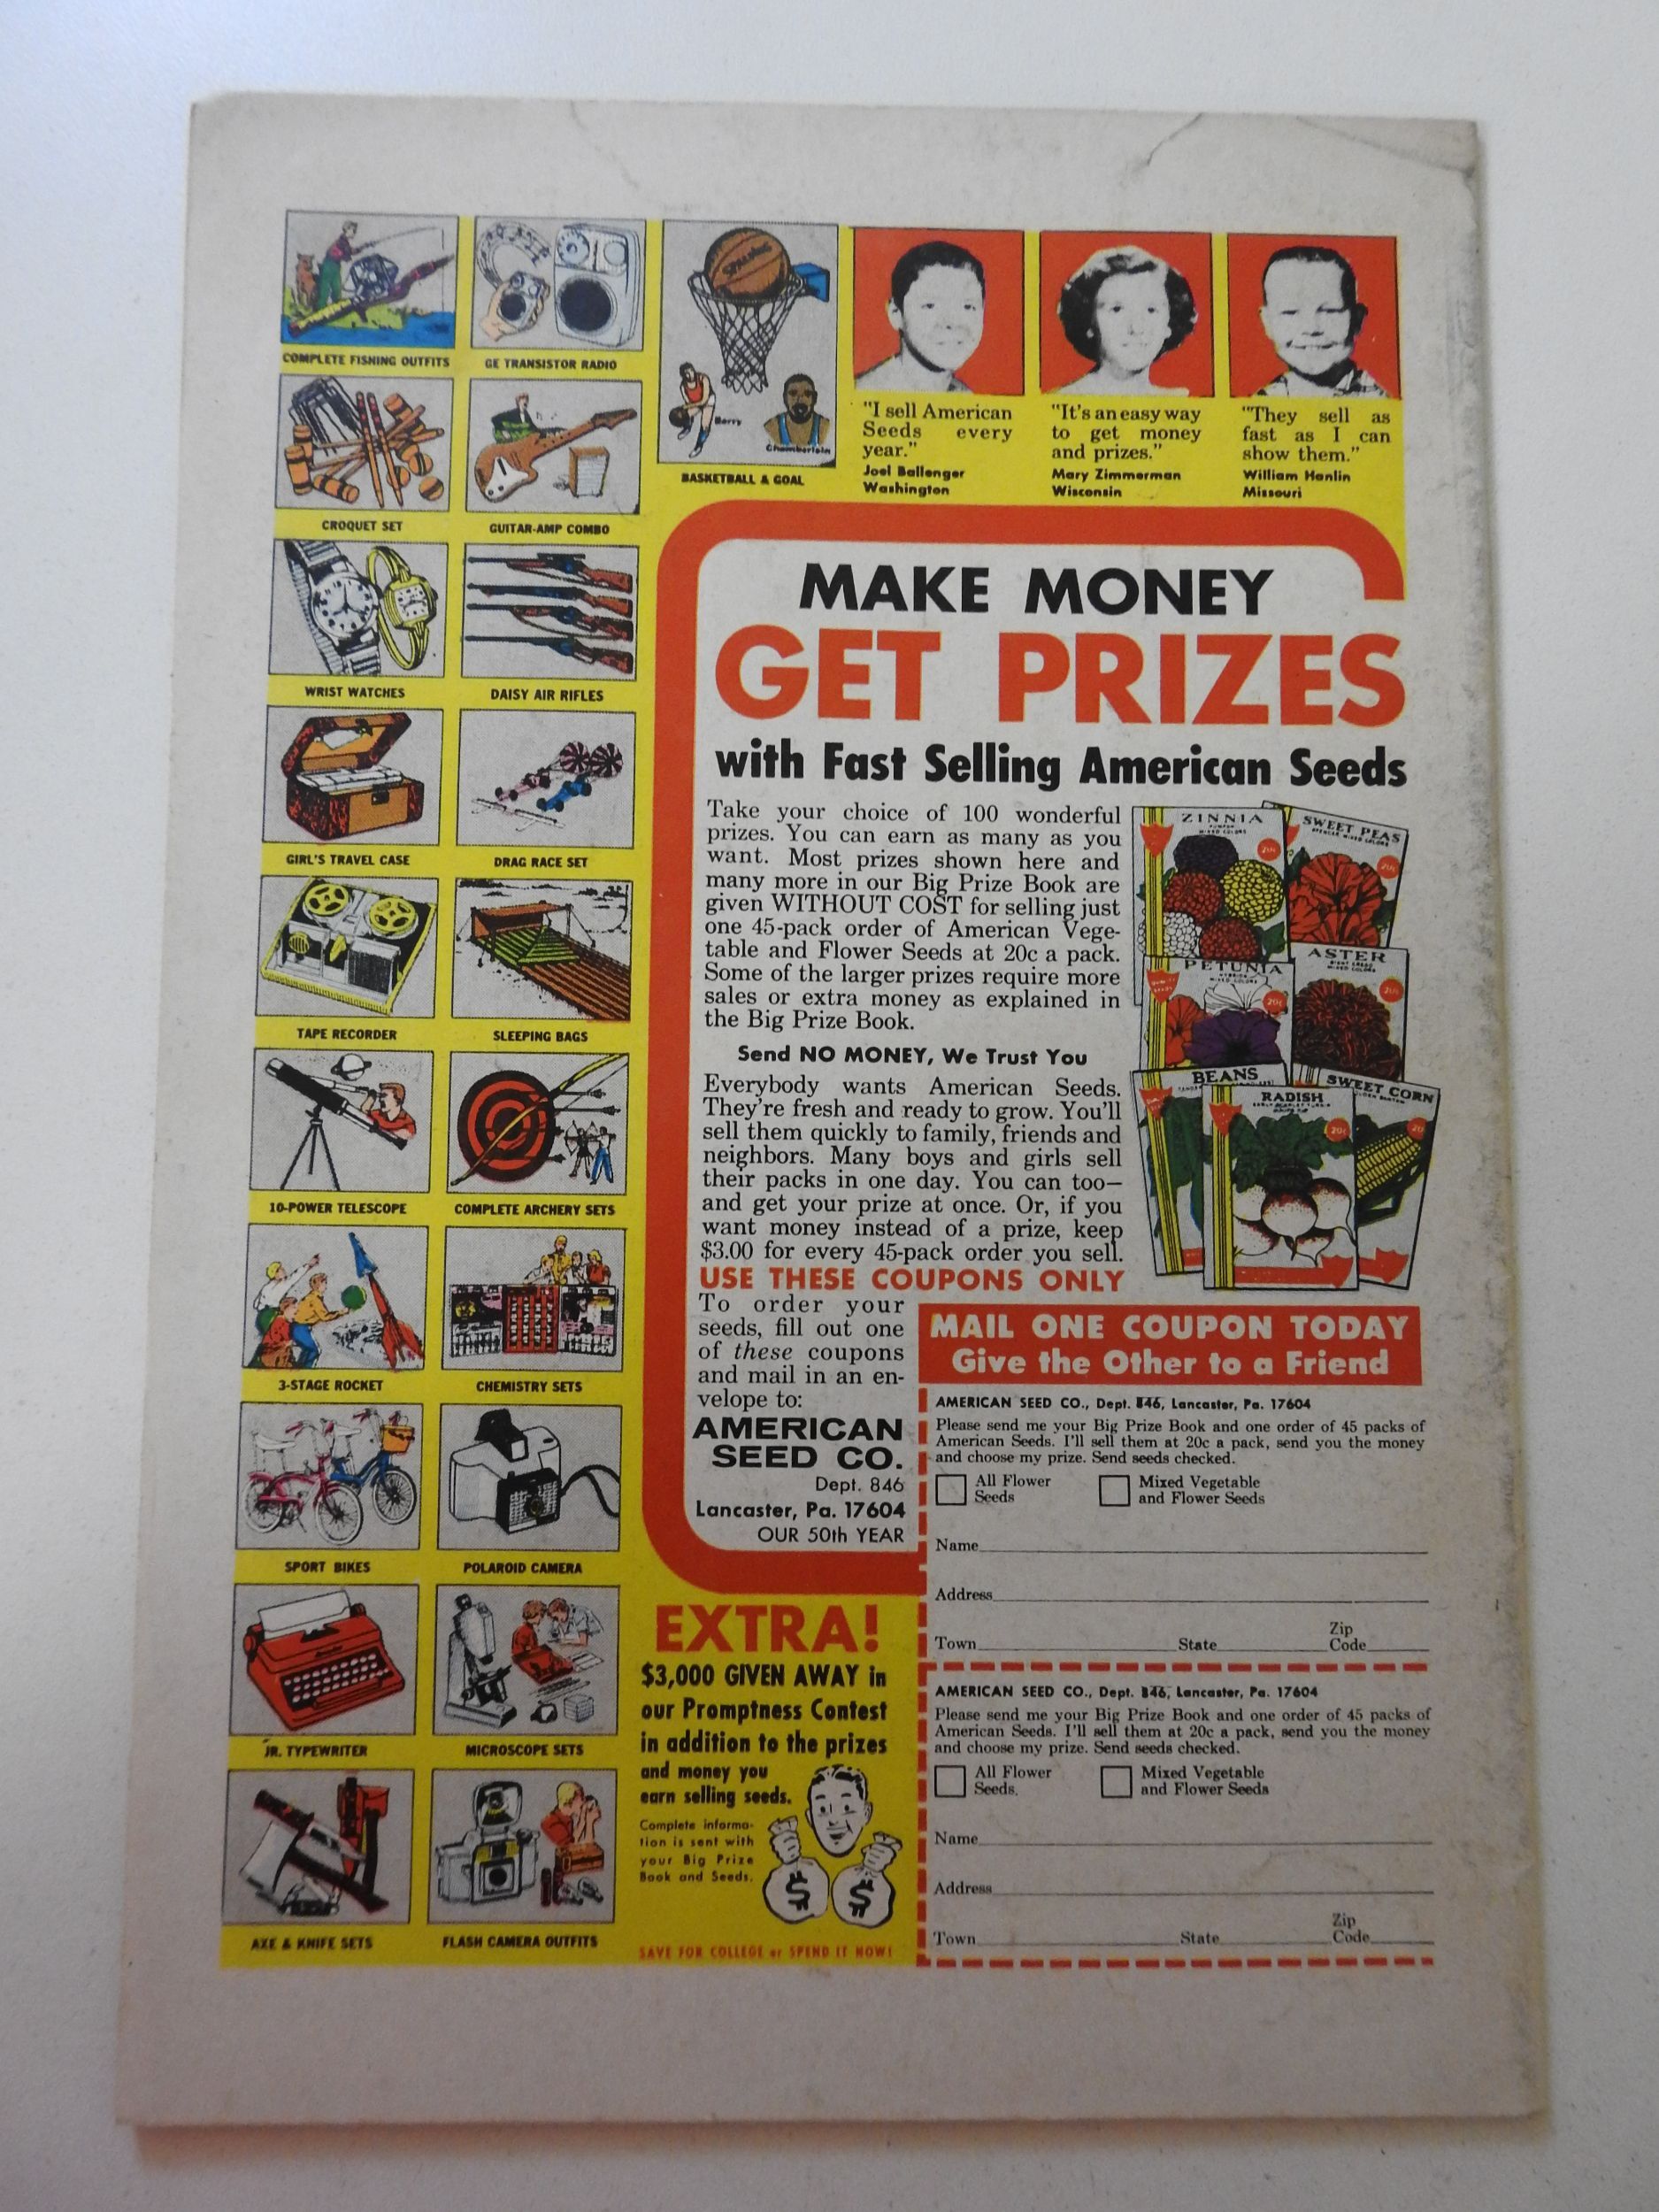 COMPLETE FISHING OUTFITS
GE TRANSISTOR RADIO
SPALDING
Barry
Chamberlain
BASKETBALL & GOAL
CROQUET SET
GUITAR-AMP COMBO
WRIST WATCHES
DAISY AIR RIFLES
GIRL'S TRAVEL CASE
DRAG RACE SET
TAPE RECORDER
SLEEPING BAGS
10-POWER TELESCOPE
COMPLETE ARCHERY SETS
3-STAGE ROCKET
CHEMISTRY SETS
SPORT BIKES
POLAROID CAMERA
JR. TYPEWRITER
MICROSCOPE SETS
AXE & KNIFE SETS
FLASH CAMERA OUTFITS
"I sell American
Seeds every
year."
Joel Ballenger
Washington
"It's an easy way
to get money
and prizes."
Mary Zimmerman
Wisconsin
"They sell as
fast as I can
show them."
William Hanlin
Missouri
MAKE MONEY
GET PRIZES
with Fast Selling American Seeds
Take your choice of 100 wonderful
prizes. You can earn as many as you
want. Most prizes shown here and
many more in our Big Prize Book are
given WITHOUT COST for selling just
one 45-pack order of American Vege-
table and Flower Seeds at 20c a pack.
Some of the larger prizes require more
sales or extra money as explained in
the Big Prize Book.
Send NO MONEY, We Trust You
Everybody wants American Seeds.
They're fresh and ready to grow. You'll
sell them quickly to family, friends and
neighbors. Many boys and girls sell
their packs in one day. You can too—
and get your prize at once. Or, if you
want money instead of a prize, keep
$3.00 for every 45-pack order you sell.
USE THESE COUPONS ONLY
ZINNIA
MIXED COLORS
20c
SWEET PEAS
SPENCER MIXED COLORS
20c
PETUNIA
MIXED COLORS
20c
ASTER
MIXED COLORS
20c
BEANS
RADISH
20c
SWEET CORN
20
To order your
seeds, fill out one
of these coupons
and mail in an en-
velope to:
AMERICAN
SEED CO.
Dept. 846
Lancaster, Pa. 17604
OUR 50th YEAR
MAIL ONE COUPON TODAY
Give the Other to a Friend
AMERICAN SEED CO., Dept. 846, Lancaster, Pa. 17604
Please send me your Big Prize Book and one order of 45 packs of
American Seeds. I'll sell them at 20c a pack, send you the money
and choose my prize. Send seeds checked.
All Flower
Seeds
Mixed Vegetable
and Flower Seeds
Name
Address
Town State Zip
Code
AMERICAN SEED CO., Dept. 846, Lancaster, Pa. 17604
Please send me your Big Prize Book and one order of 45 packs of
American Seeds. I'll sell them at 20c a pack, send you the money
and choose my prize. Send seeds checked.
All Flower
Seeds.
Mixed Vegetable
and Flower Seeds
Name
Address
Town State Zip
Code
EXTRA!
$3,000 GIVEN AWAY in
our Promptness Contest
in addition to the prizes
and money you
earn selling seeds.
Complete informa-
tion is sent with
your Big Prize
Book and Seeds.
$ $
SAVE FOR COLLEGE or SPEND IT NOW!